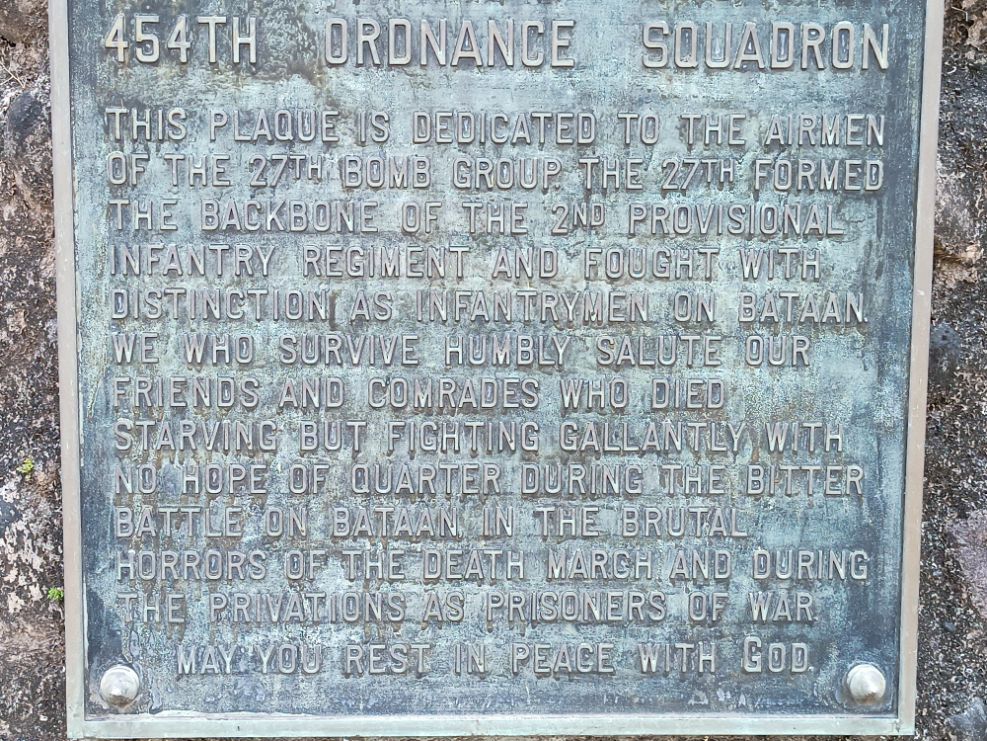 454TH ORDNANCE SQUADRON
THIS PLAQUE IS DEDICATED TO THE AIRMEN
OF THE 27TH BOMB GROUP. THE 27TH FORMED
THE BACKBONE OF THE 2ND PROVISIONAL
INFANTRY REGIMENT AND FOUGHT WITH
DISTINCTION AS INFANTRYMEN ON BATAAN.
WE WHO SURVIVE HUMBLY SALUTE OUR
FRIENDS AND COMRADES WHO DIED
STARVING BUT FIGHTING GALLANTLY WITH
NO HOPE OF QUARTER DURING THE BITTER
BATTLE ON BATAAN, IN THE BRUTAL
HORRORS OF THE DEATH MARCH AND DURING
THE PRIVATIONS AS PRISONERS OF WAR.
MAY YOU REST IN PEACE WITH GOD.